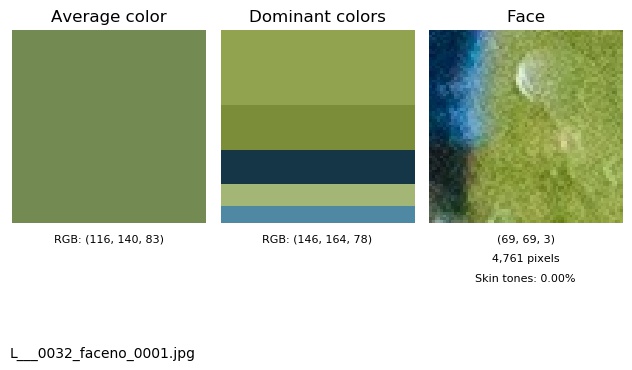 Average color
Dominant colors
Face
RGB: (116, 140, 83)
RGB: (146, 164, 78)
(69, 69, 3)
4,761 pixels
Skin tones: 0.00%
L___0032_faceno_0001.jpg